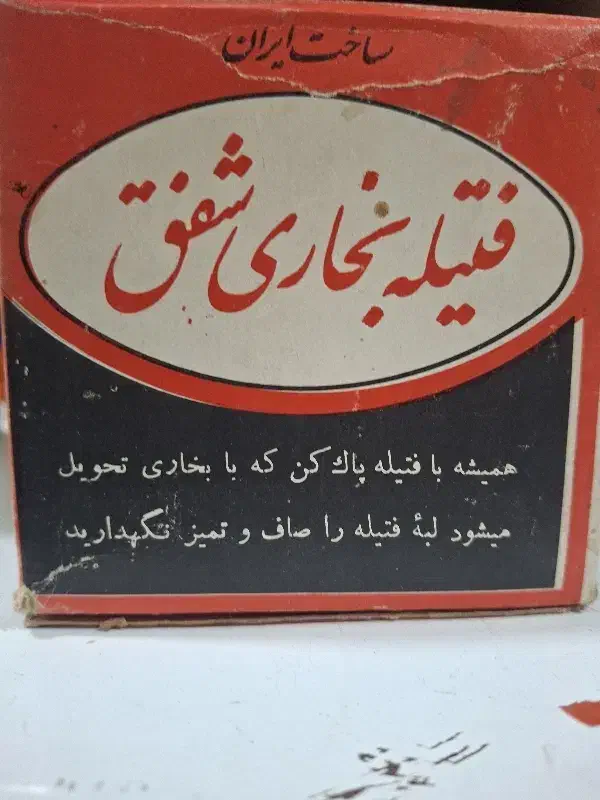 ساخت ایران
فتیله بخاری شفق
همیشه با فتیله پاك کن که با بخاری تحویل
میشود لبهٔ فتیله را صاف و تمیز نگهدارید